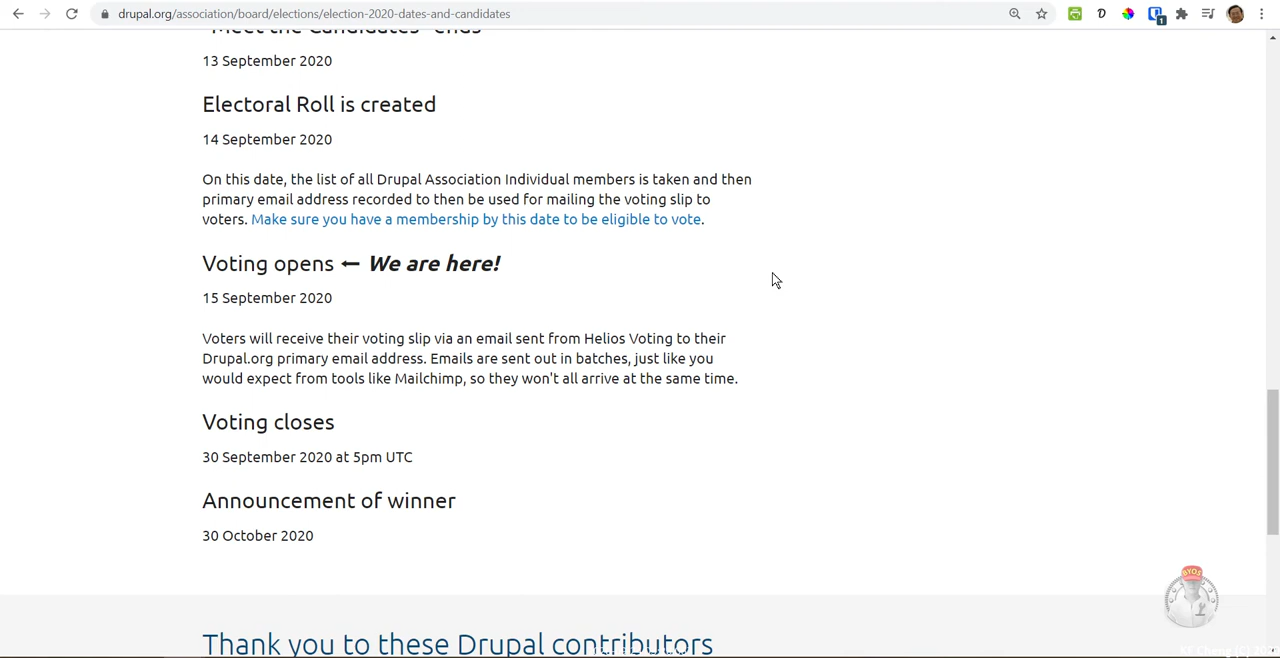 drupal.org/association/board/elections/election-2020-dates-and-candidates
"Meet the Candidates" ends
13 September 2020
Electoral Roll is created
14 September 2020
On this date, the list of all Drupal Association Individual members is taken and then
primary email address recorded to then be used for mailing the voting slip to
voters. Make sure you have a membership by this date to be eligible to vote.
Voting opens ⬅ We are here!
15 September 2020
Voters will receive their voting slip via an email sent from Helios Voting to their
Drupal.org primary email address. Emails are sent out in batches, just like you
would expect from tools like Mailchimp, so they won't all arrive at the same time.
Voting closes
30 September 2020 at 5pm UTC
Announcement of winner
30 October 2020
BYOS
Thank you to these Drupal contributors